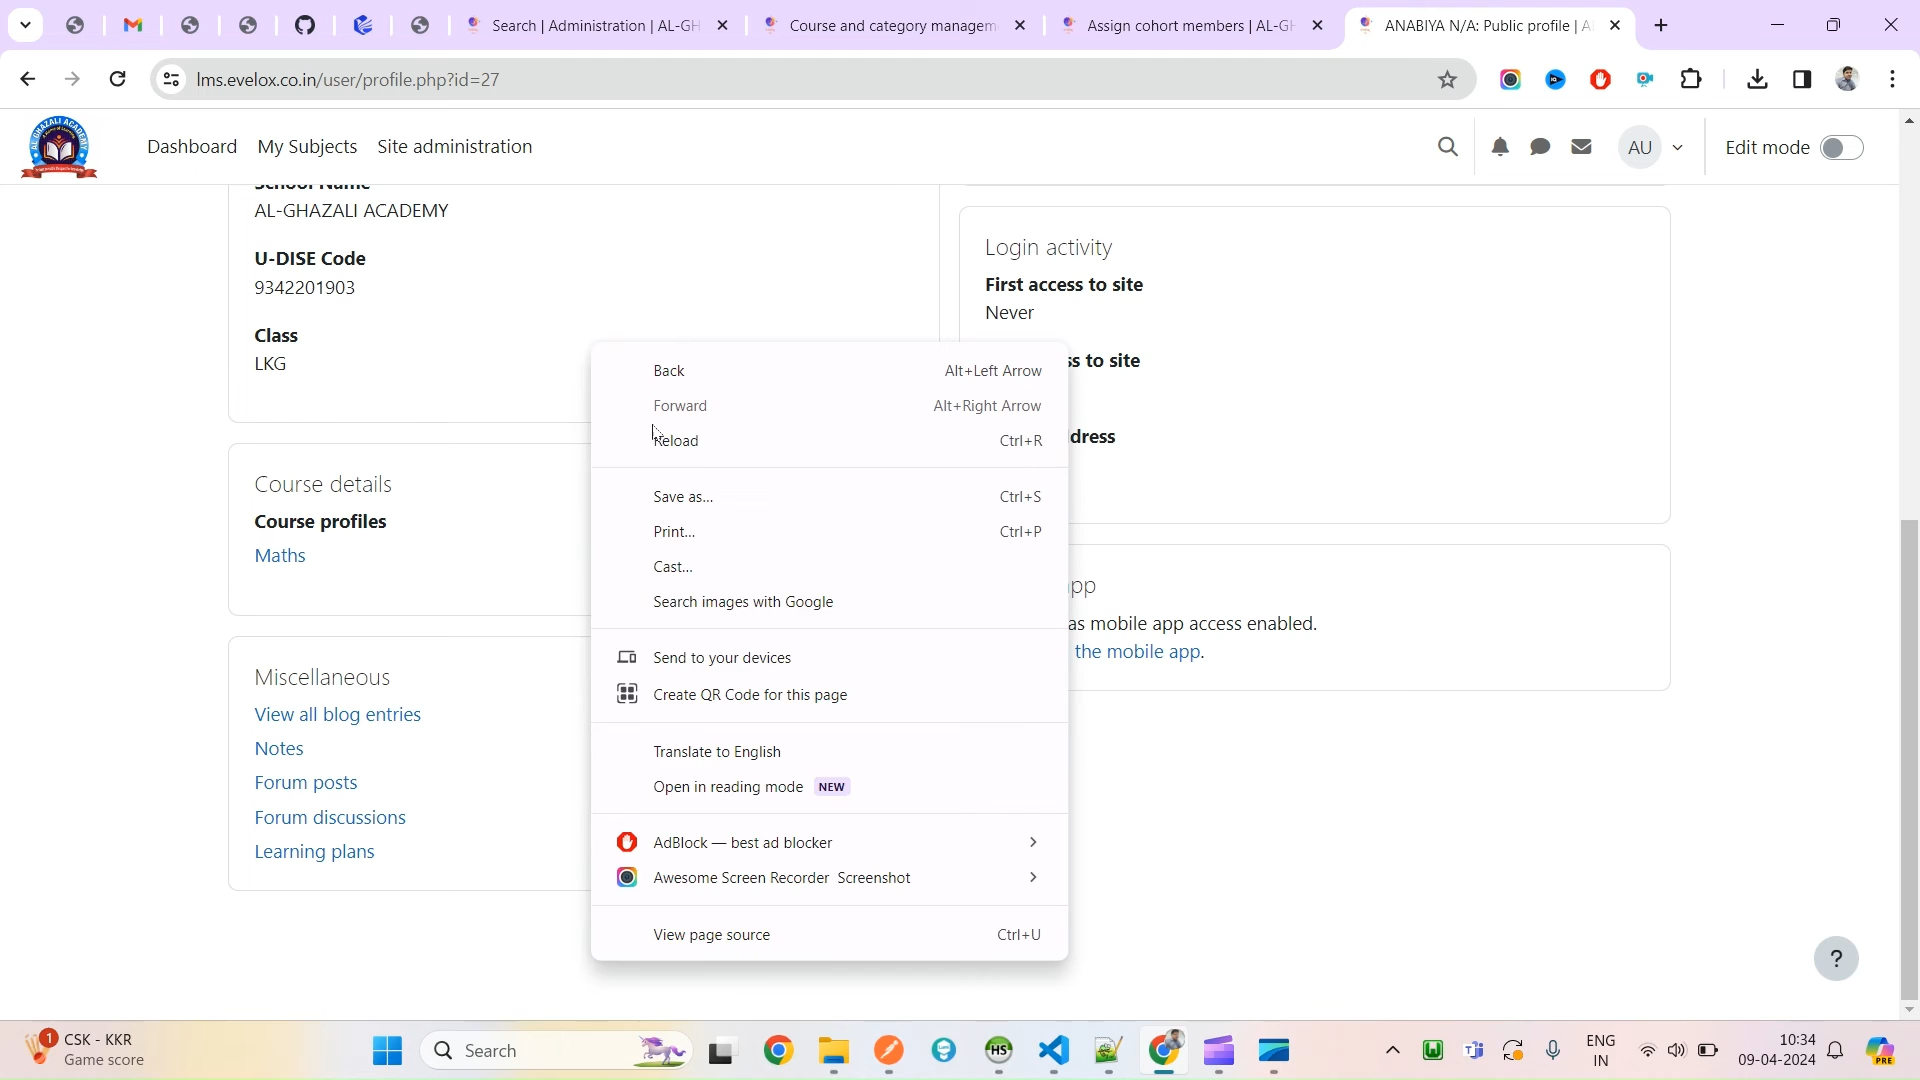 Search | Administration | AL-GH
Course and category managem
Assign cohort members | AL-GH
ANABIYA N/A: Public profile | A
lms.evelox.co.in/user/profile.php?id=27
AL GHAZALI ACADEMY
Dashboard
My Subjects
Site administration
AU
Edit mode
School Name
AL-GHAZALI ACADEMY
U-DISE Code
9342201903
Class
LKG
Course details
Course profiles
Maths
Miscellaneous
View all blog entries
Notes
Forum posts
Forum discussions
Learning plans
Login activity
First access to site
Never
ss to site
dress
app
as mobile app access enabled.
the mobile app.
Back Alt+Left Arrow
Forward Alt+Right Arrow
Reload Ctrl+R
Save as... Ctrl+S
Print... Ctrl+P
Cast...
Search images with Google
Send to your devices
Create QR Code for this page
Translate to English
Open in reading mode NEW
AdBlock — best ad blocker
Awesome Screen Recorder Screenshot
View page source Ctrl+U
?
1
CSK - KKR
Game score
Search
HS
ENG
IN
10:34
09-04-2024
PRE